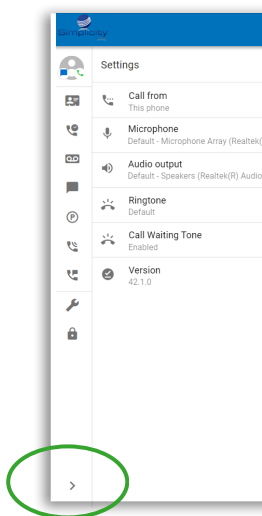 Simplicity
Settings
Call from
This phone
Microphone
Default - Microphone Array (Realtek(
Audio output
Default - Speakers (Realtek(R) Audio
Ringtone
Default
Call Waiting Tone
Enabled
Version
42.1.0